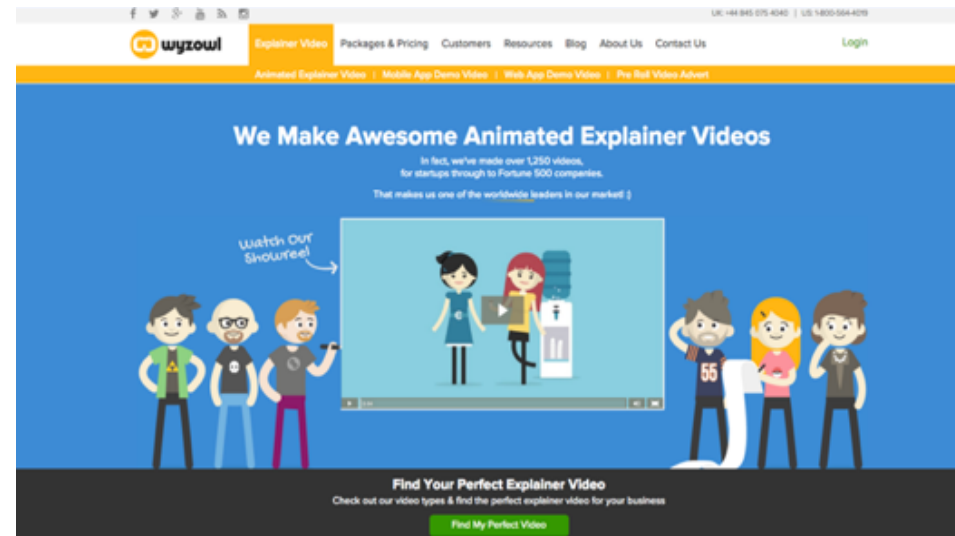 UK: +44 845 075 4040 | US: 1-800-564-4019
wyzowl
Explainer Video Packages & Pricing Customers Resources Blog About Us Contact Us Login
Animated Explainer Video | Mobile App Demo Video | Web App Demo Video | Pre Roll Video Advert
We Make Awesome Animated Explainer Videos
In fact, we've made over 1,250 videos,
for startups through to Fortune 500 companies.
That makes us one of the worldwide leaders in our market! :)
Watch Our
Showreel
55
Find Your Perfect Explainer Video
Check out our video types & find the perfect explainer video for your business
Find My Perfect Video